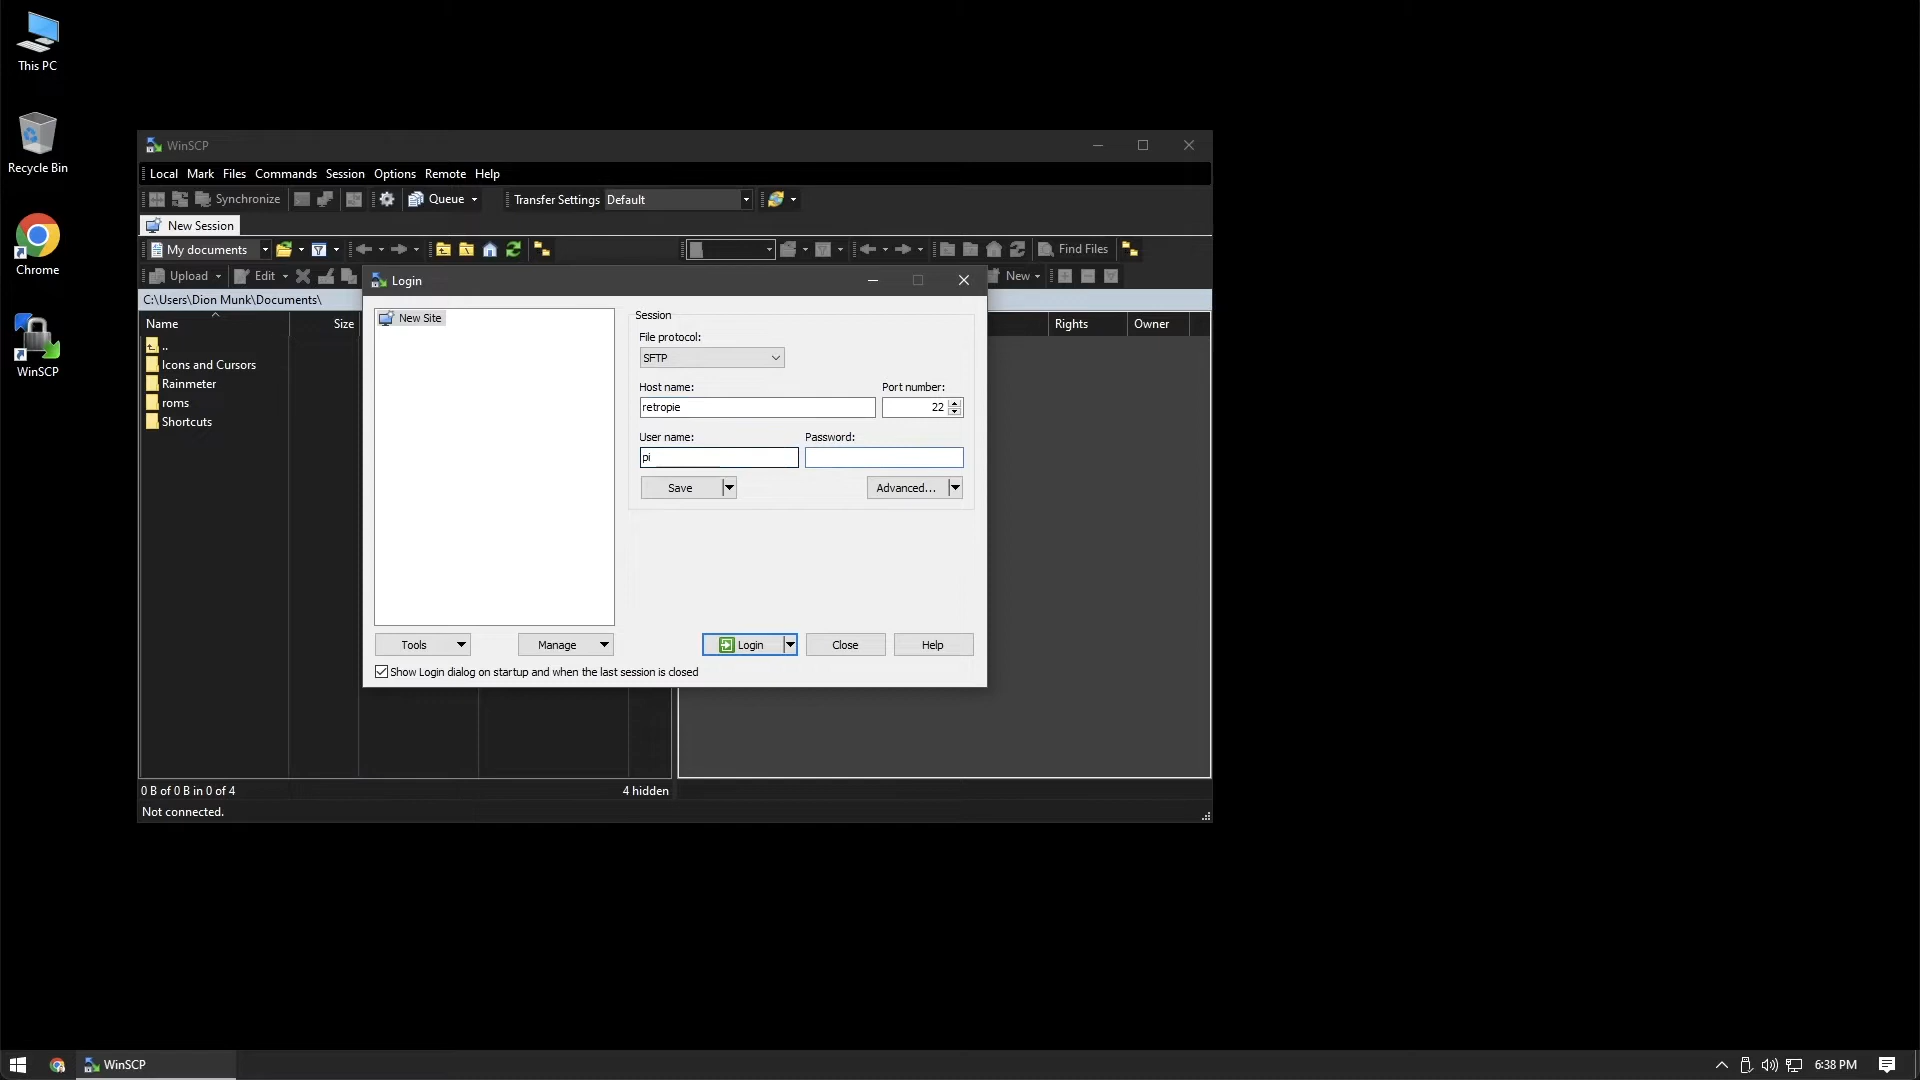 This PC
Recycle Bin
Chrome
WinSCP
WinSCP
Local Mark Files Commands Session Options Remote Help
Synchronize Queue Transfer Settings Default
New Session
My documents Find Files
Upload Edit New
C:\Users\Dion Munk\Documents\
Name Size Rights Owner
..
Icons and Cursors
Rainmeter
roms
Shortcuts
Login
New Site
Session
File protocol:
SFTP
Host name: Port number:
retropie 22
User name: Password:
pi
Save Advanced...
Tools Manage Login Close Help
Show Login dialog on startup and when the last session is closed
0 B of 0 B in 0 of 4 4 hidden
Not connected.
WinSCP 6:38 PM